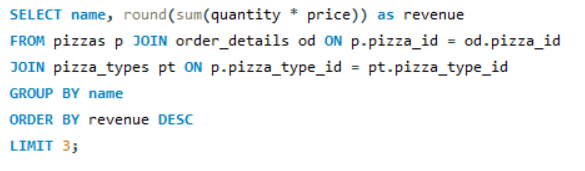 SELECT name, round(sum(quantity * price)) as revenue
FROM pizzas p JOIN order_details od ON p.pizza_id = od.pizza_id
JOIN pizza_types pt ON p.pizza_type_id = pt.pizza_type_id
GROUP BY name
ORDER BY revenue DESC
LIMIT 3;